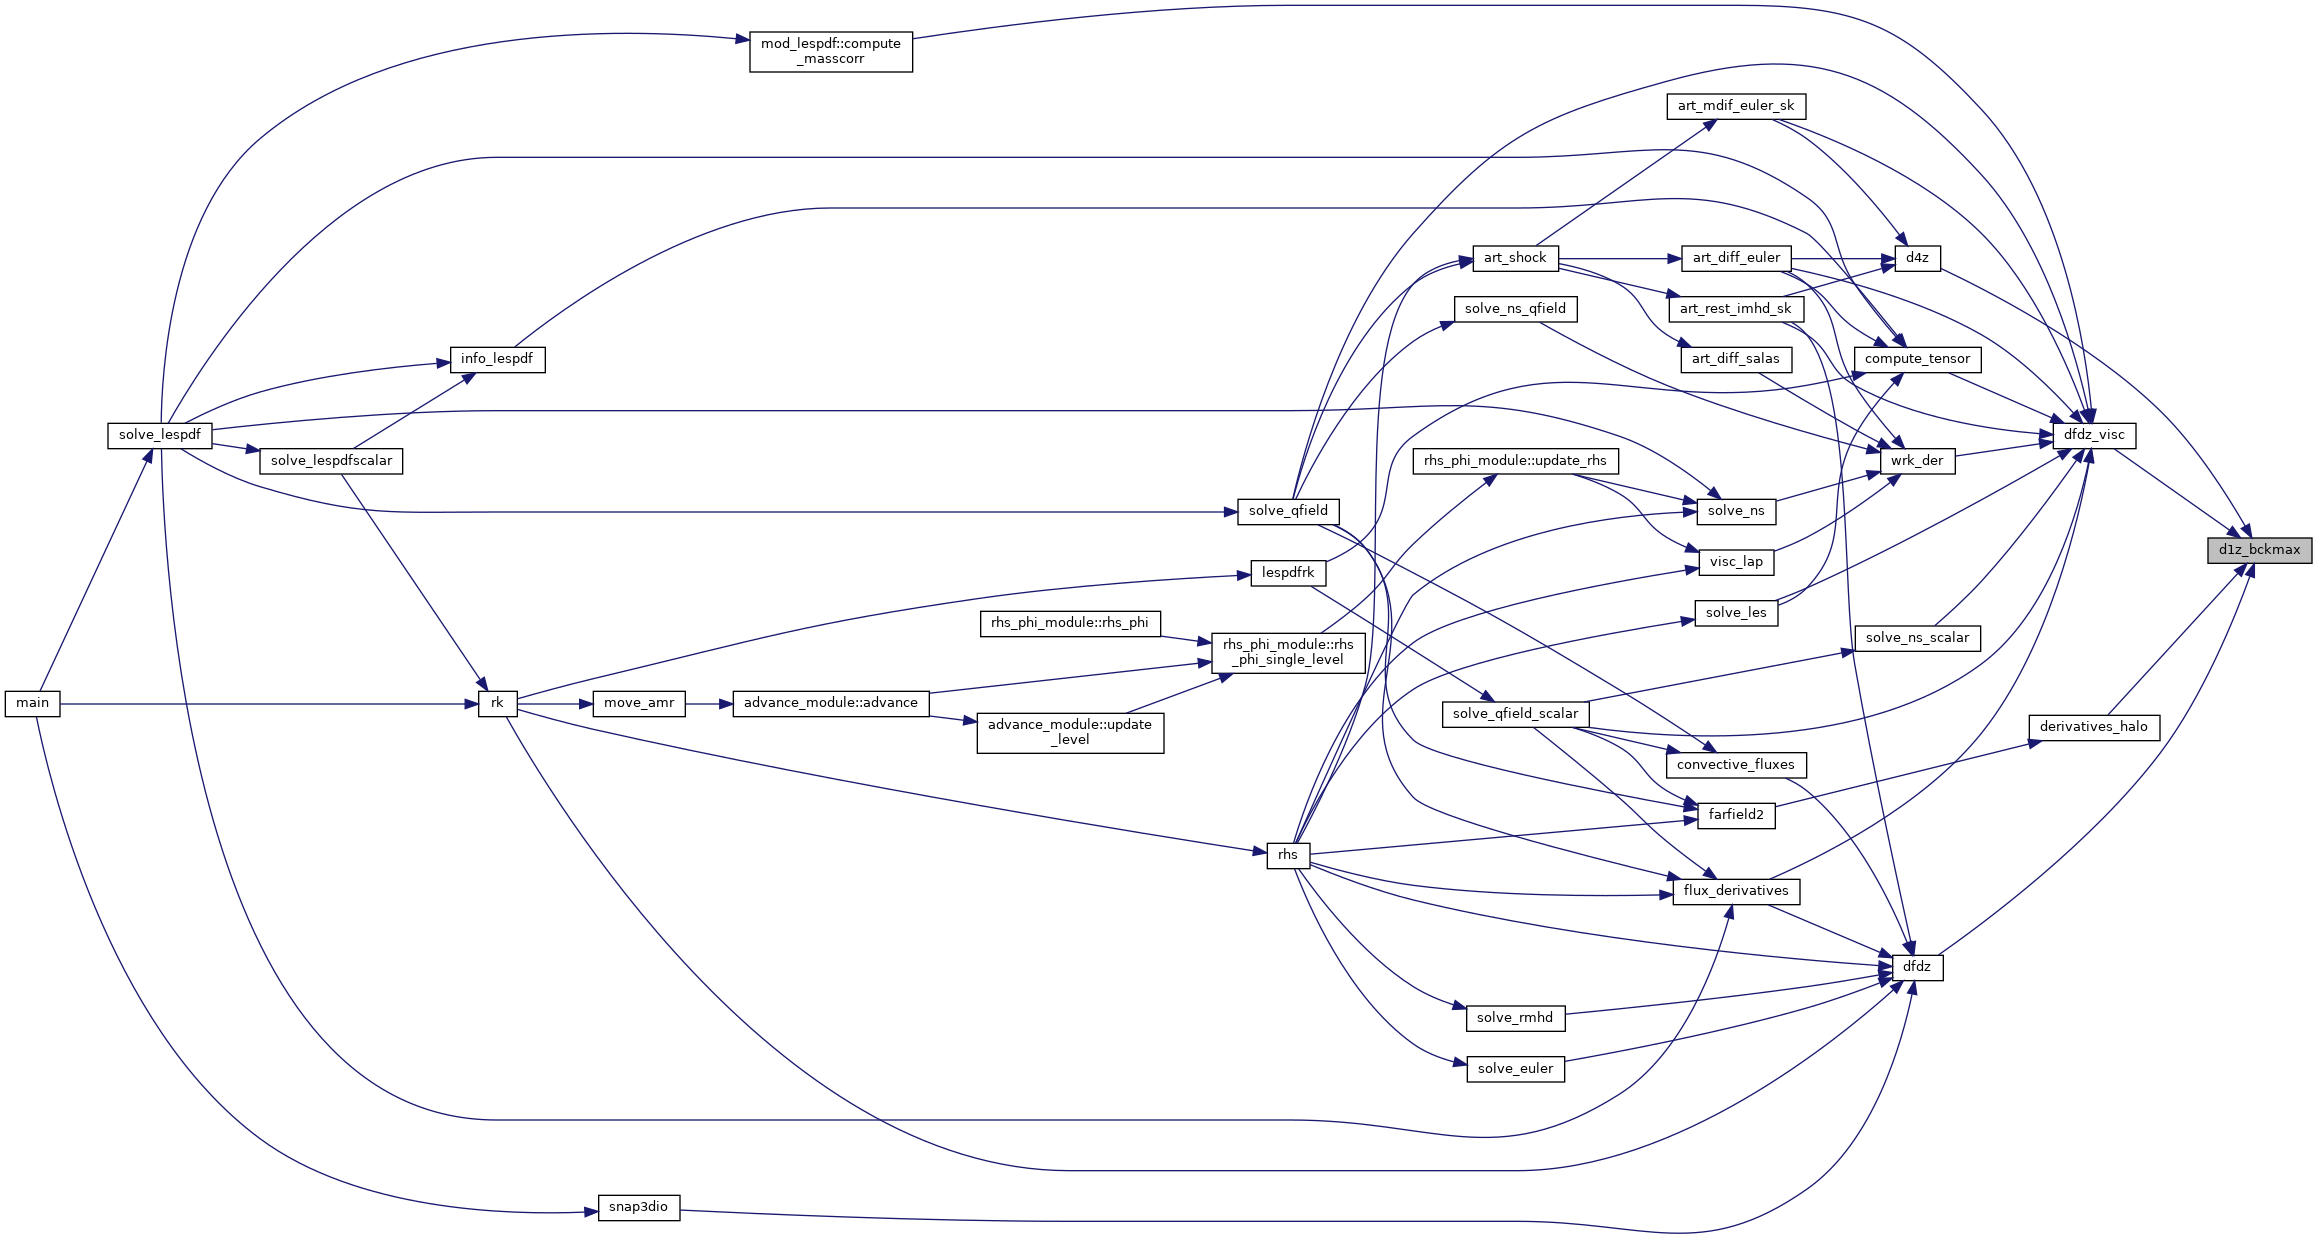 mod_lespdf::compute
_masscorr
art_mdif_euler_sk
art_shock
art_diff_euler
d4z
solve_ns_qfield
art_rest_imhd_sk
info_lespdf
art_diff_salas
compute_tensor
solve_lespdf
dfdz_visc
solve_lespdfscalar
rhs_phi_module::update_rhs
wrk_der
solve_qfield
solve_ns
d1z_bckmax
visc_lap
lespdfrk
solve_les
rhs_phi_module::rhs_phi
rhs_phi_module::rhs
_phi_single_level
solve_ns_scalar
main
rk
move_amr
advance_module::advance
solve_qfield_scalar
advance_module::update
_level
derivatives_halo
convective_fluxes
farfield2
rhs
flux_derivatives
dfdz
solve_rmhd
solve_euler
snap3dio